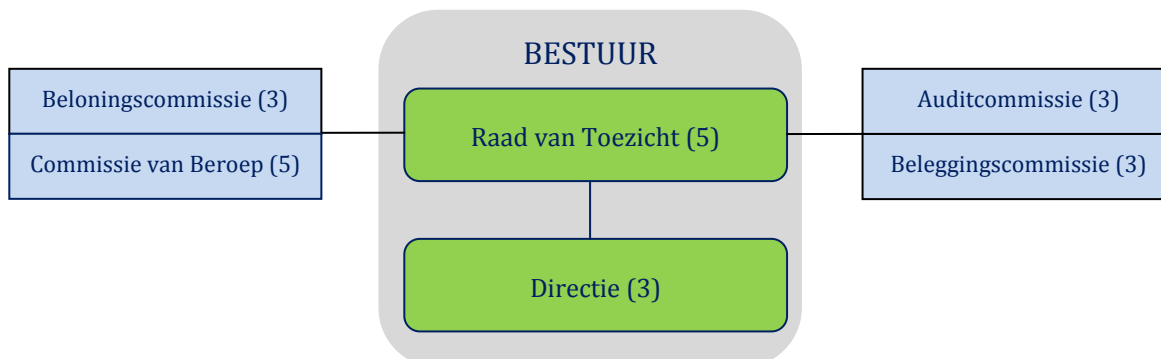 BESTUUR
Beloningscommissie (3)
Commissie van Beroep (5)
Raad van Toezicht (5)
Auditcommissie (3)
Beleggingscommissie (3)
Directie (3)